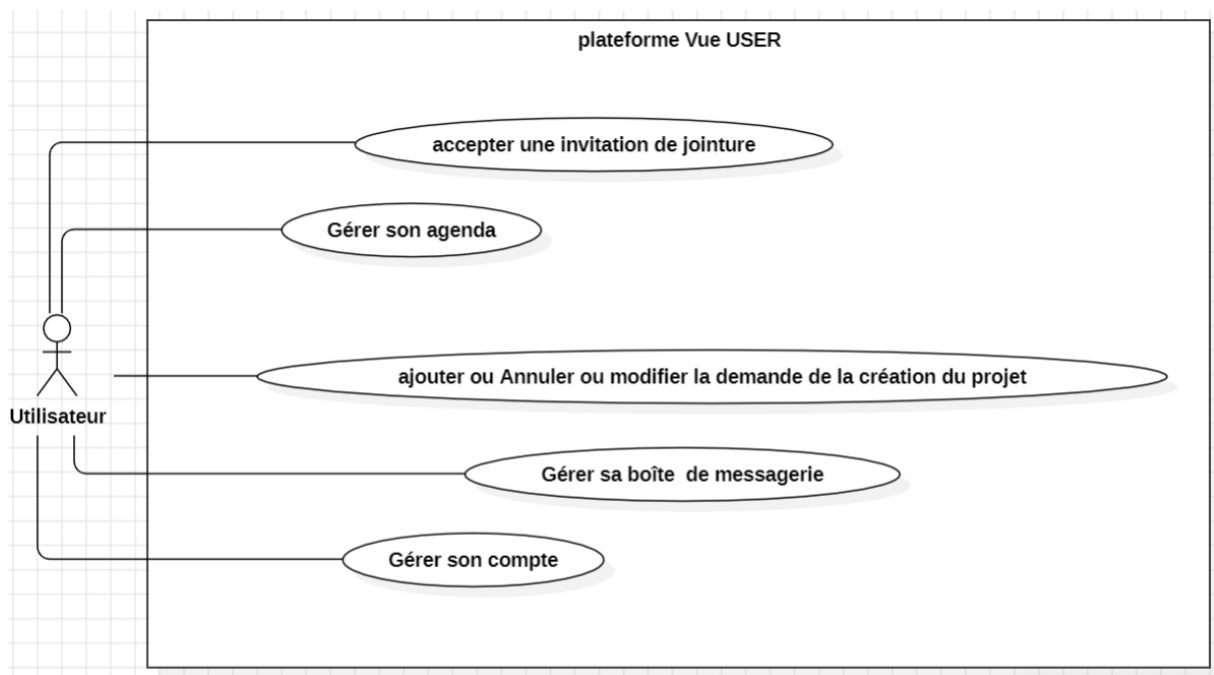 plateforme Vue USER
accepter une invitation de jointure
Gérer son agenda
ajouter ou Annuler ou modifier la demande de la création du projet
Utilisateur
Gérer sa boîte  de messagerie
Gérer son compte